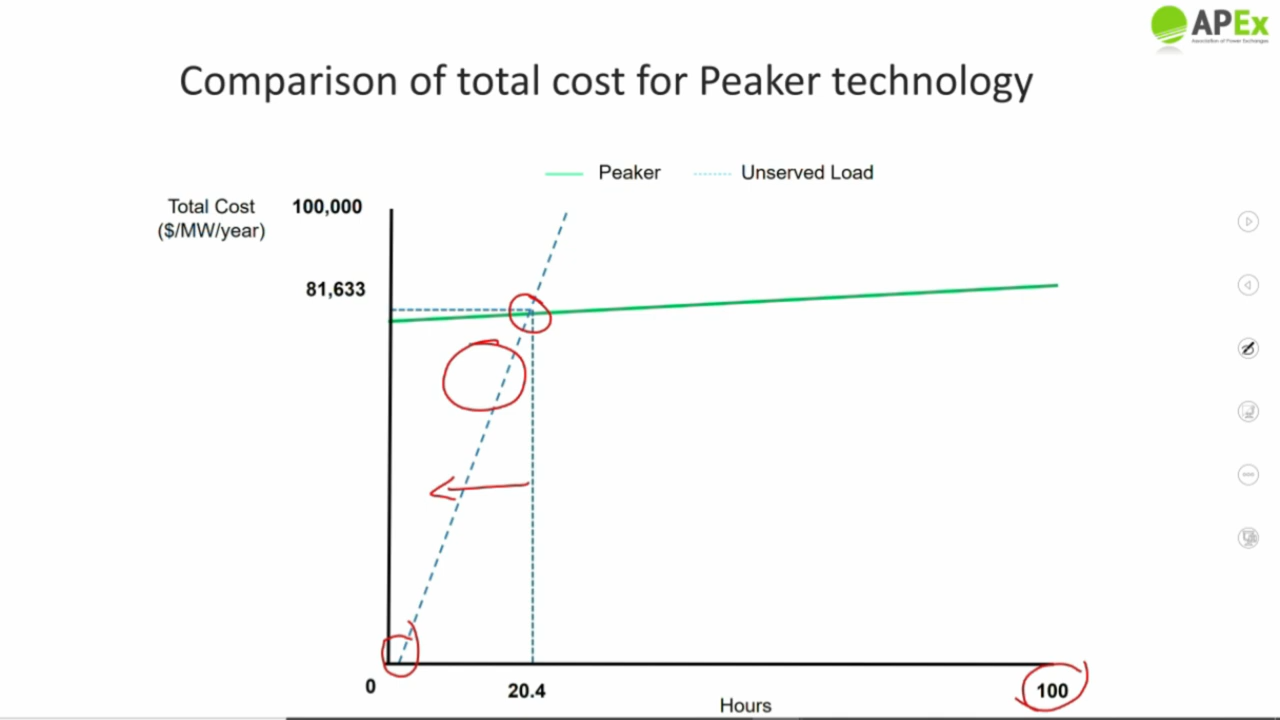 APEx
Association of Power Exchanges
Comparison of total cost for Peaker technology
Peaker
Unserved Load
Total Cost
($/MW/year)
100,000
81,633
0
20.4
100
Hours